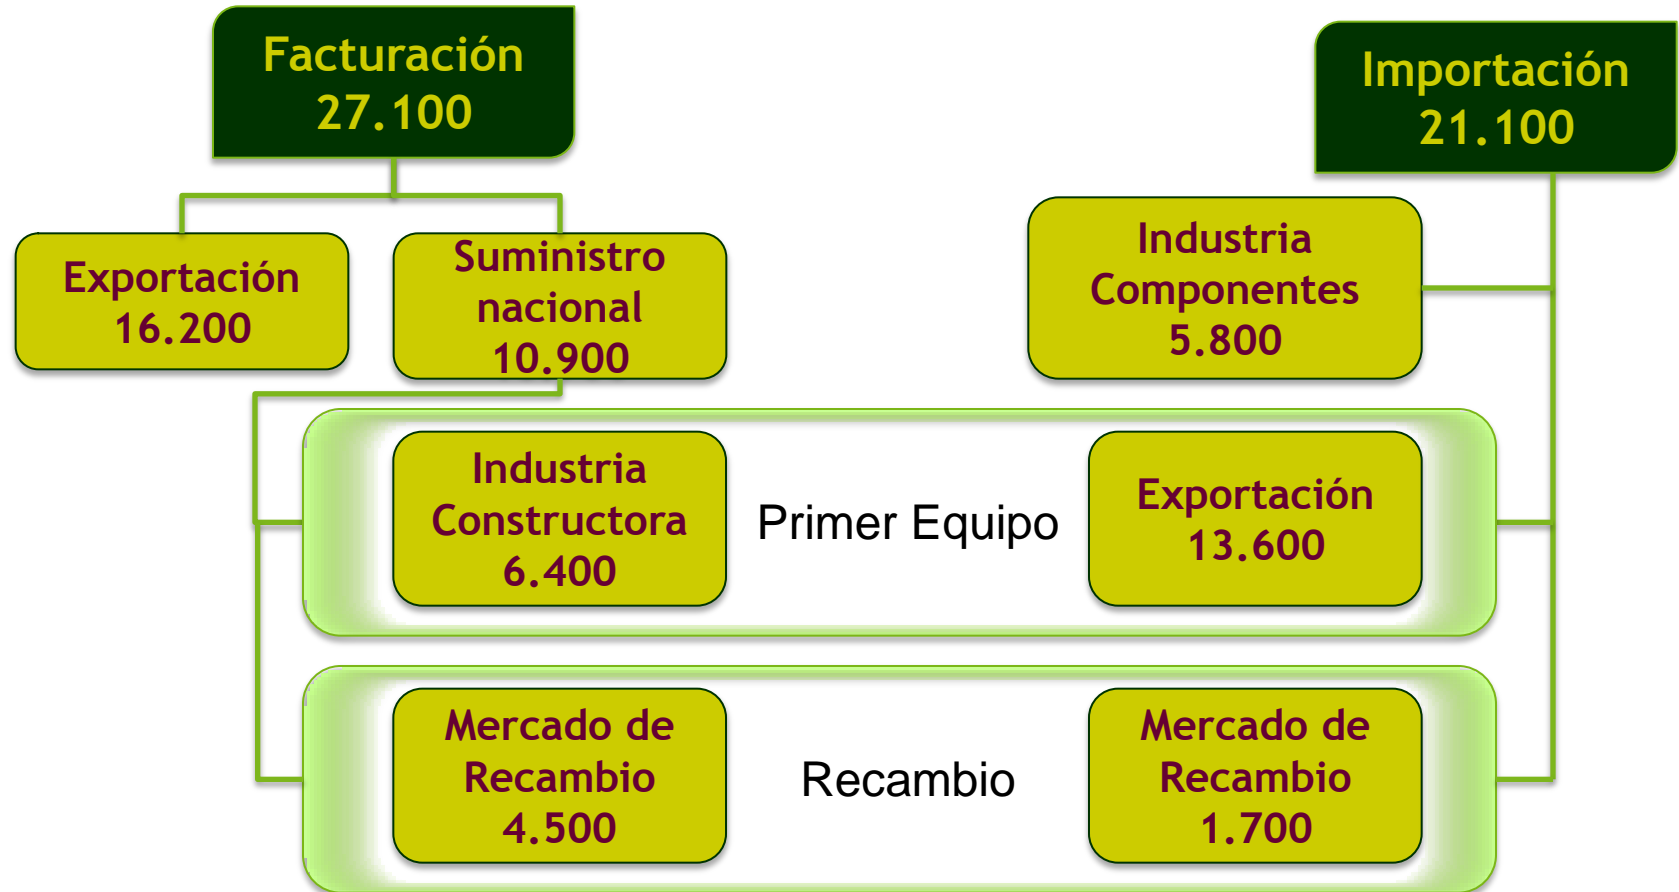 Facturación
27.100
Importación
21.100
Exportación
16.200
Suministro
nacional
10.900
Industria
Componentes
5.800
Industria
Constructora
6.400
Primer Equipo
Exportación
13.600
Mercado de
Recambio
4.500
Recambio
Mercado de
Recambio
1.700